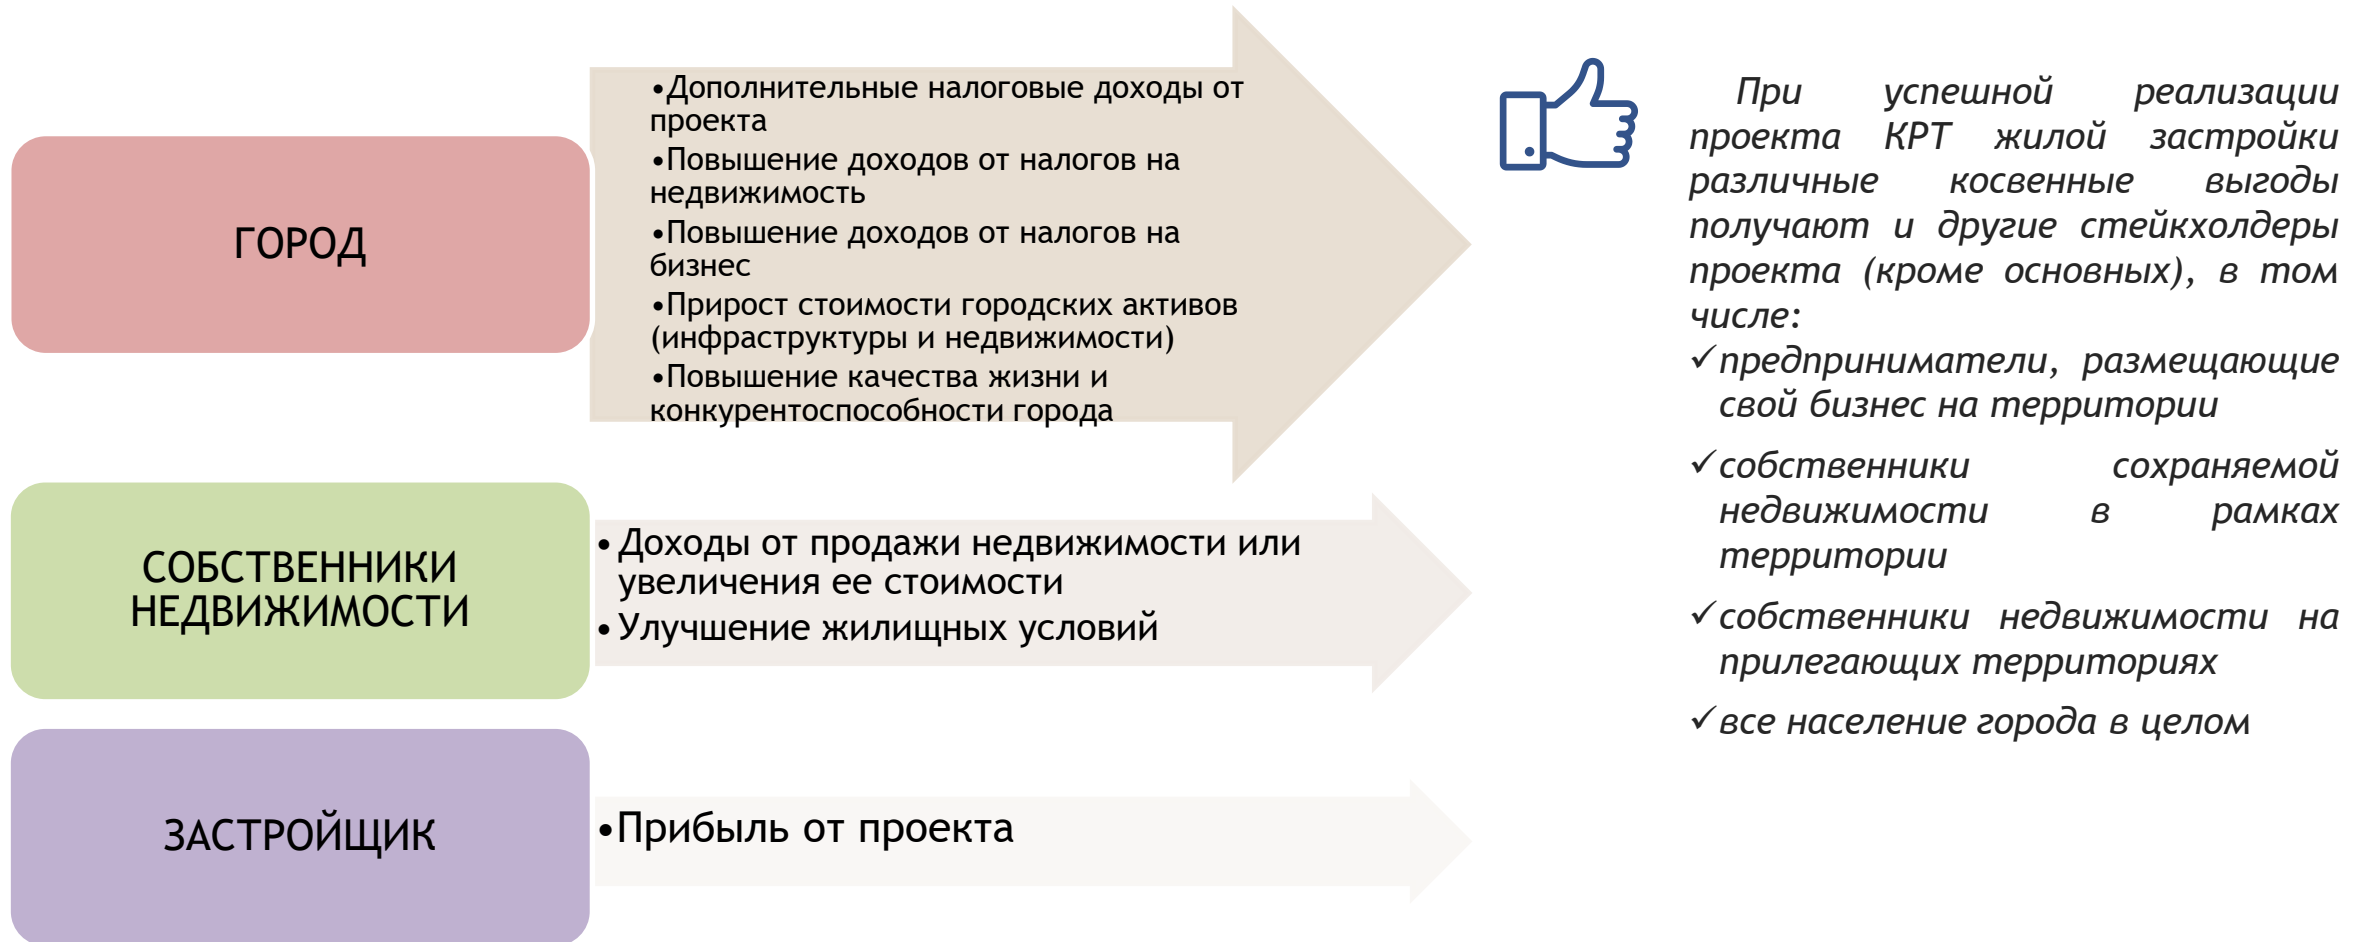 ГОРОД
•Дополнительные налоговые доходы от
проекта
•Повышение доходов от налогов на
недвижимость
•Повышение доходов от налогов на
бизнес
•Прирост стоимости городских активов
(инфраструктуры и недвижимости)
•Повышение качества жизни и
конкурентоспособности города
СОБСТВЕННИКИ
НЕДВИЖИМОСТИ
•Доходы от продажи недвижимости или
увеличения ее стоимости
•Улучшение жилищных условий
ЗАСТРОЙЩИК
•Прибыль от проекта
При успешной реализации
проекта КРТ жилой застройки
различные косвенные выгоды
получают и другие стейкхолдеры
проекта (кроме основных), в том
числе:
✓предприниматели, размещающие
свой бизнес на территории
✓собственники сохраняемой
недвижимости в рамках
территории
✓собственники недвижимости на
прилегающих территориях
✓все население города в целом